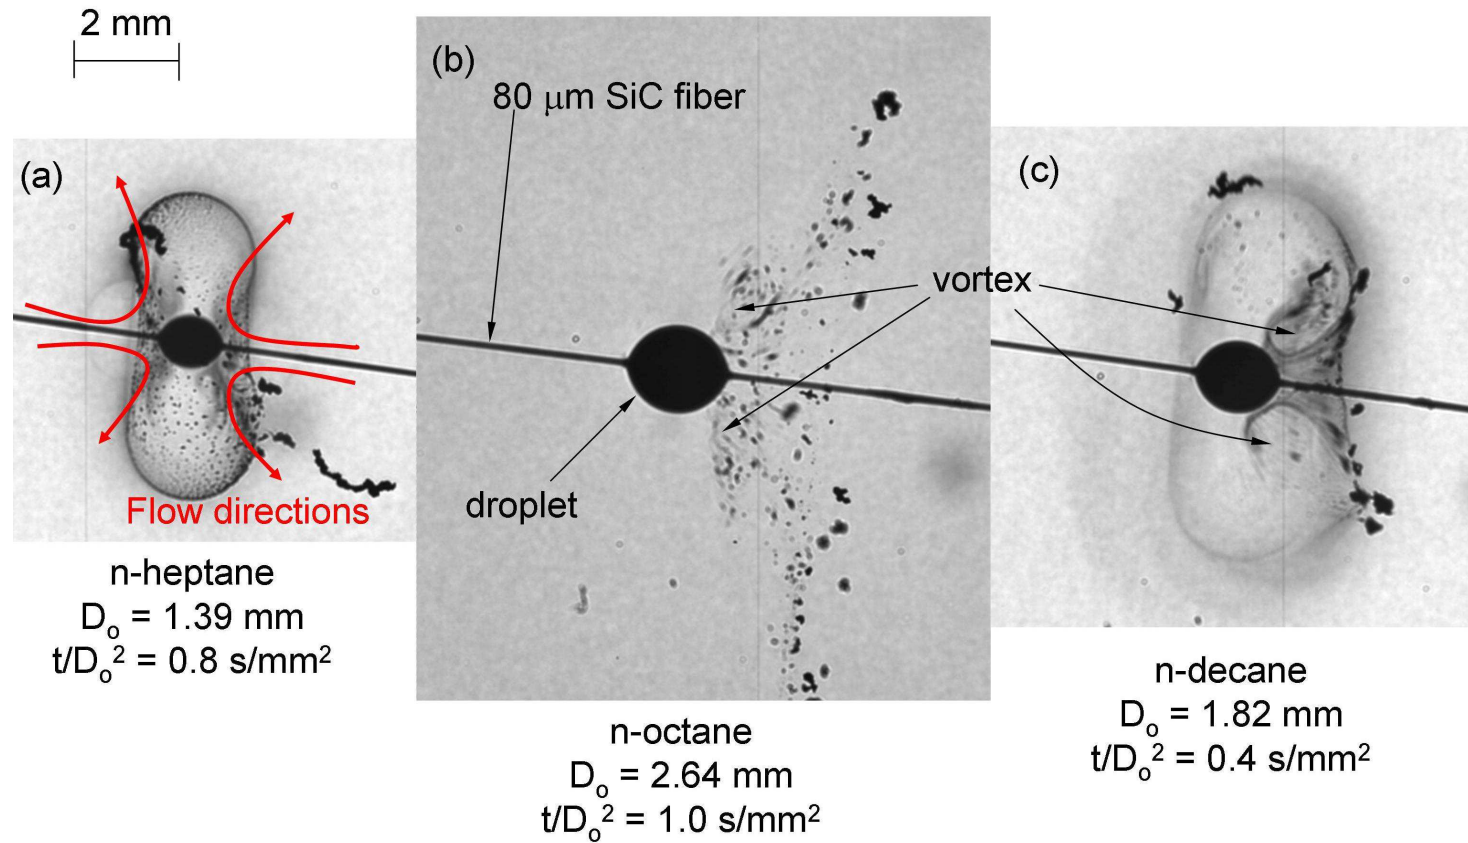 2 mm
(a)
Flow directions
n-heptane
Dₒ = 1.39 mm
t/Dₒ² = 0.8 s/mm²
(b)
80 μm SiC fiber
vortex
droplet
n-octane
Dₒ = 2.64 mm
t/Dₒ² = 1.0 s/mm²
(c)
n-decane
Dₒ = 1.82 mm
t/Dₒ² = 0.4 s/mm²